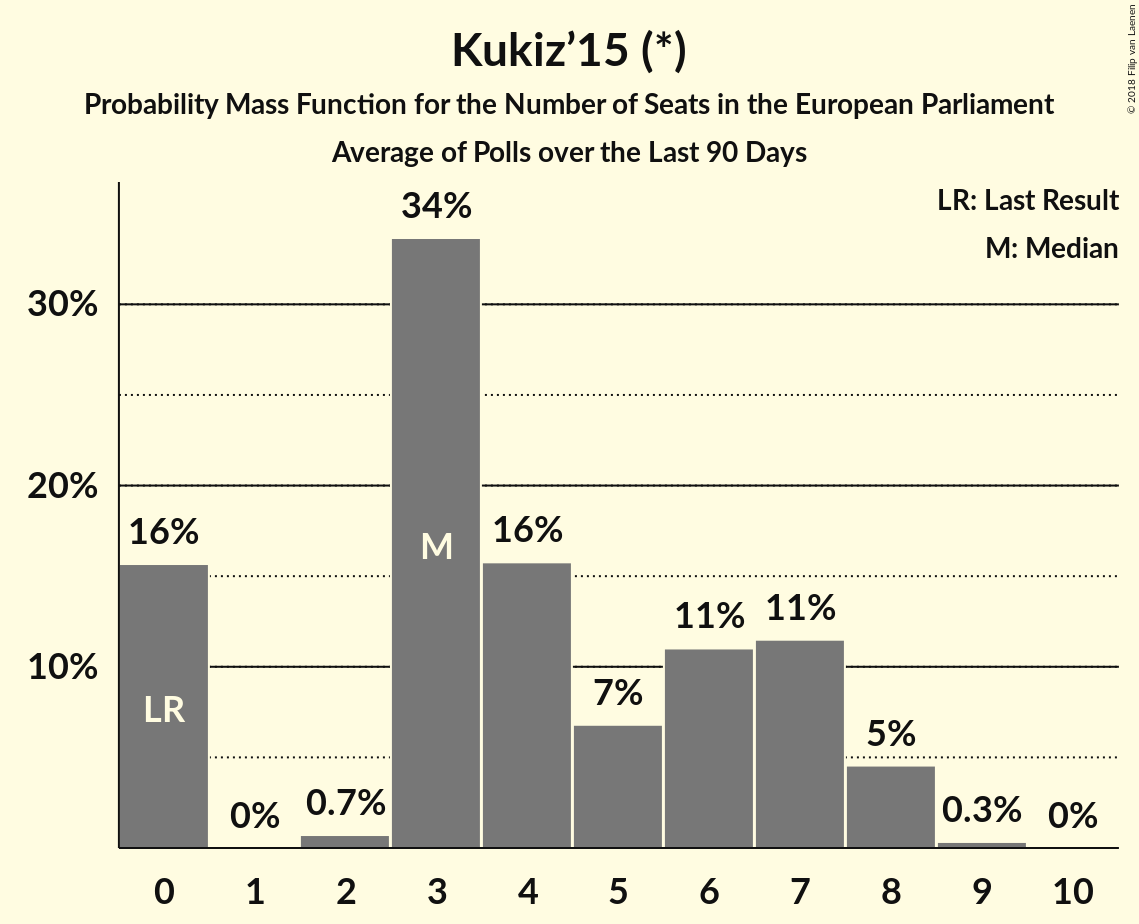 Kukiz’15 (*)
Probability Mass Function for the Number of Seats in the European Parliament
Average of Polls over the Last 90 Days
© 2018 Filip van Laenen
LR: Last Result
M: Median
34%
30%
20%
16%
16%
M
11%
11%
10%
7%
LR
5%
0%
0.7%
0.3%
0%
0 1 2 3 4 5 6 7 8 9 10